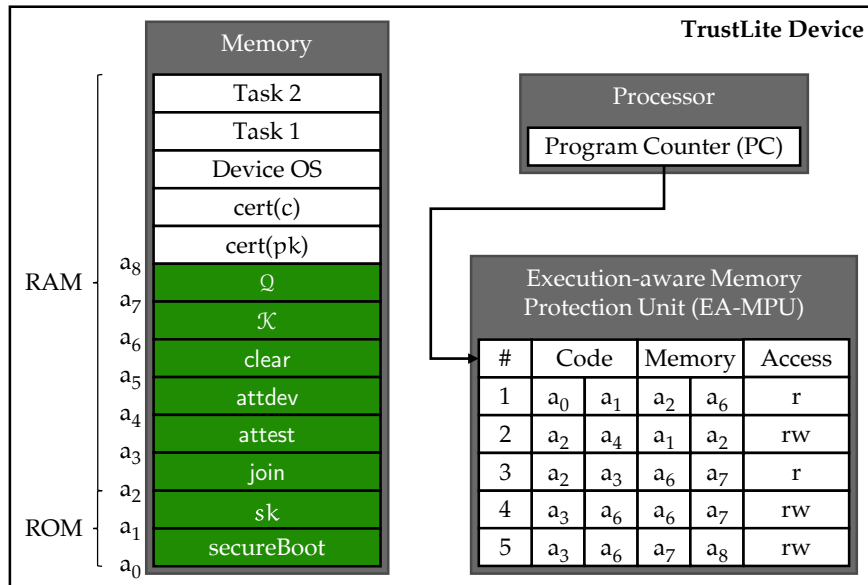 TrustLite Device
Memory
Task 2
Task 1
Device OS
cert(c)
cert(pk)
𝒬
𝒦
clear
attdev
attest
join
sk
secureBoot
RAM
ROM
a₈
a₇
a₆
a₅
a₄
a₃
a₂
a₁
a₀
Processor
Program Counter (PC)
Execution-aware Memory
Protection Unit (EA-MPU)
# Code Memory Access
1 a₀ a₁ a₂ a₆ r
2 a₂ a₄ a₁ a₂ rw
3 a₂ a₃ a₆ a₇ r
4 a₃ a₆ a₆ a₇ rw
5 a₃ a₆ a₇ a₈ rw